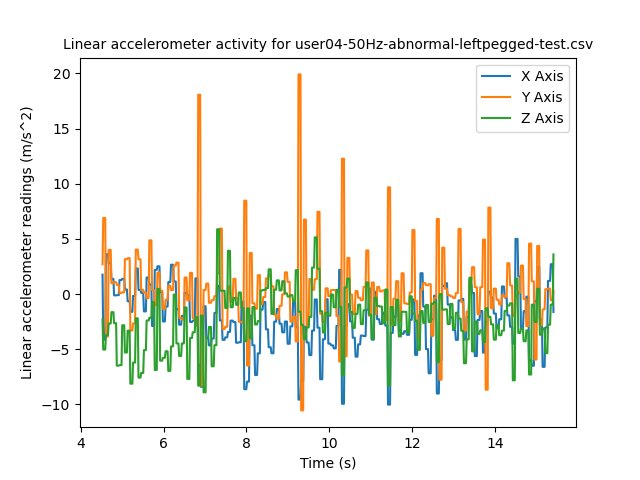 Linear accelerometer activity for user04-50Hz-abnormal-leftpegged-test.csv
Linear accelerometer readings (m/s^2)
20
15
10
5
0
−5
−10
X Axis
Y Axis
Z Axis
4
6
8
10
12
14
Time (s)